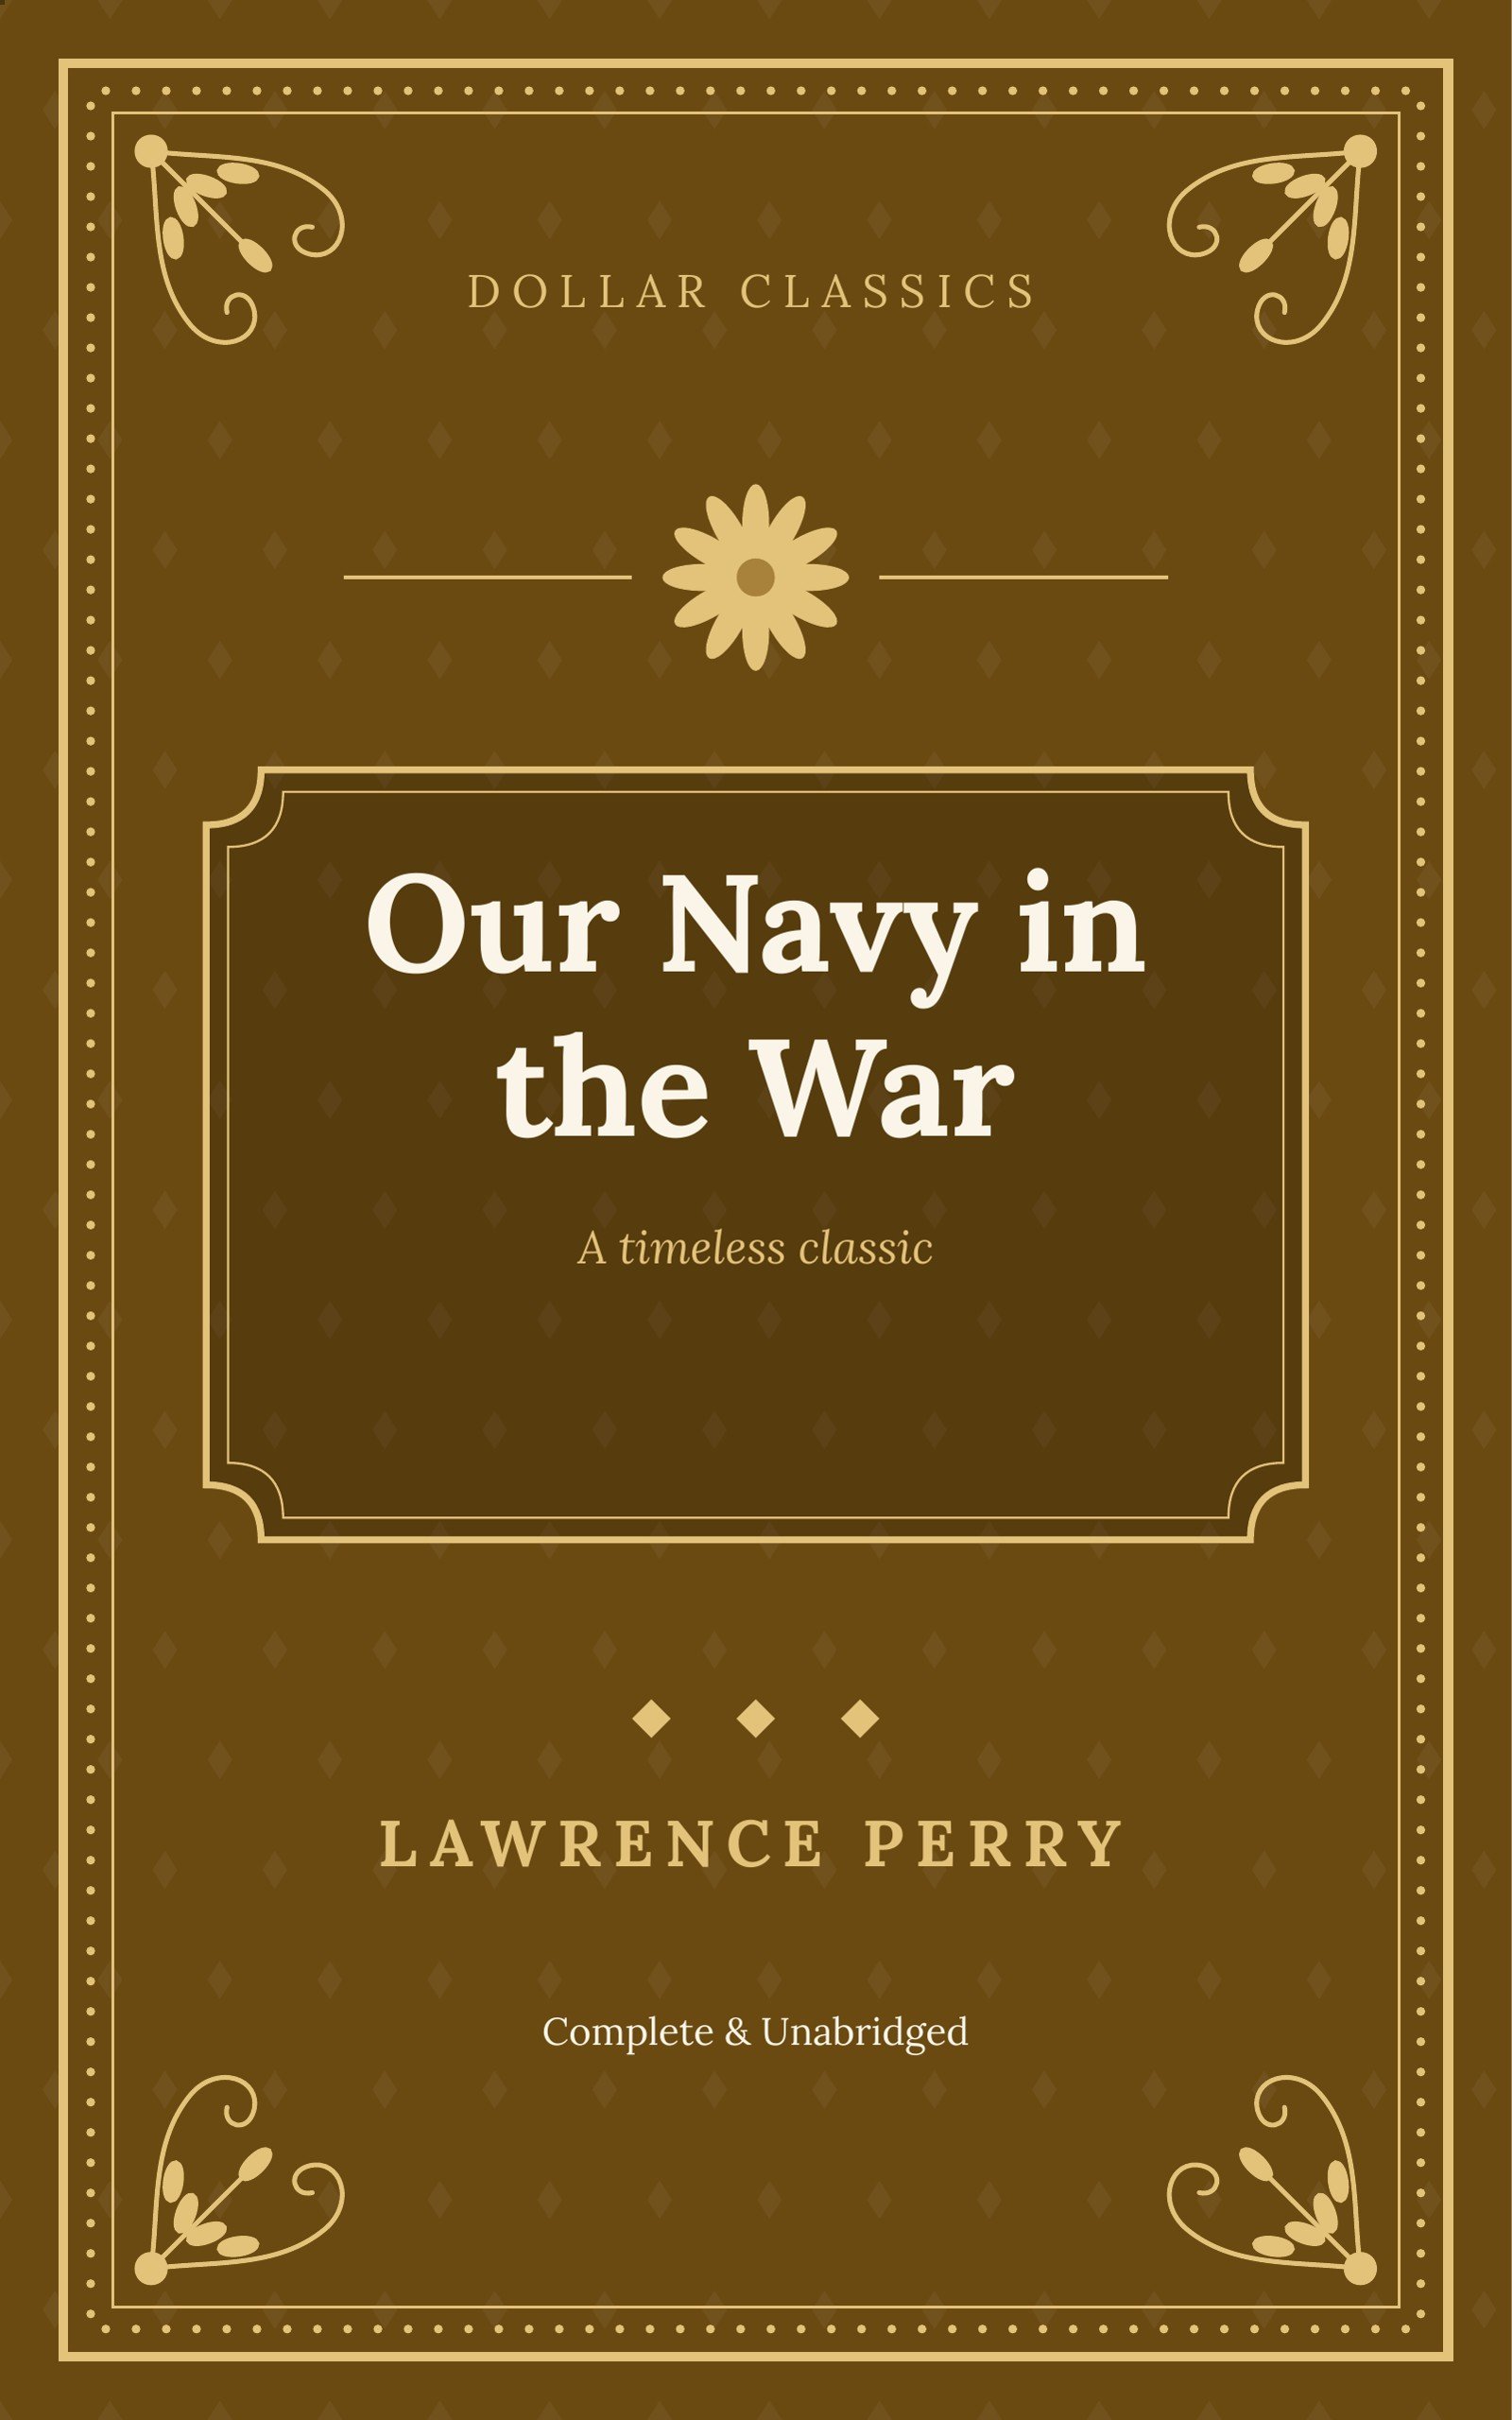 DOLLAR CLASSICS
Our Navy in
the War
A timeless classic
LAWRENCE PERRY
Complete & Unabridged